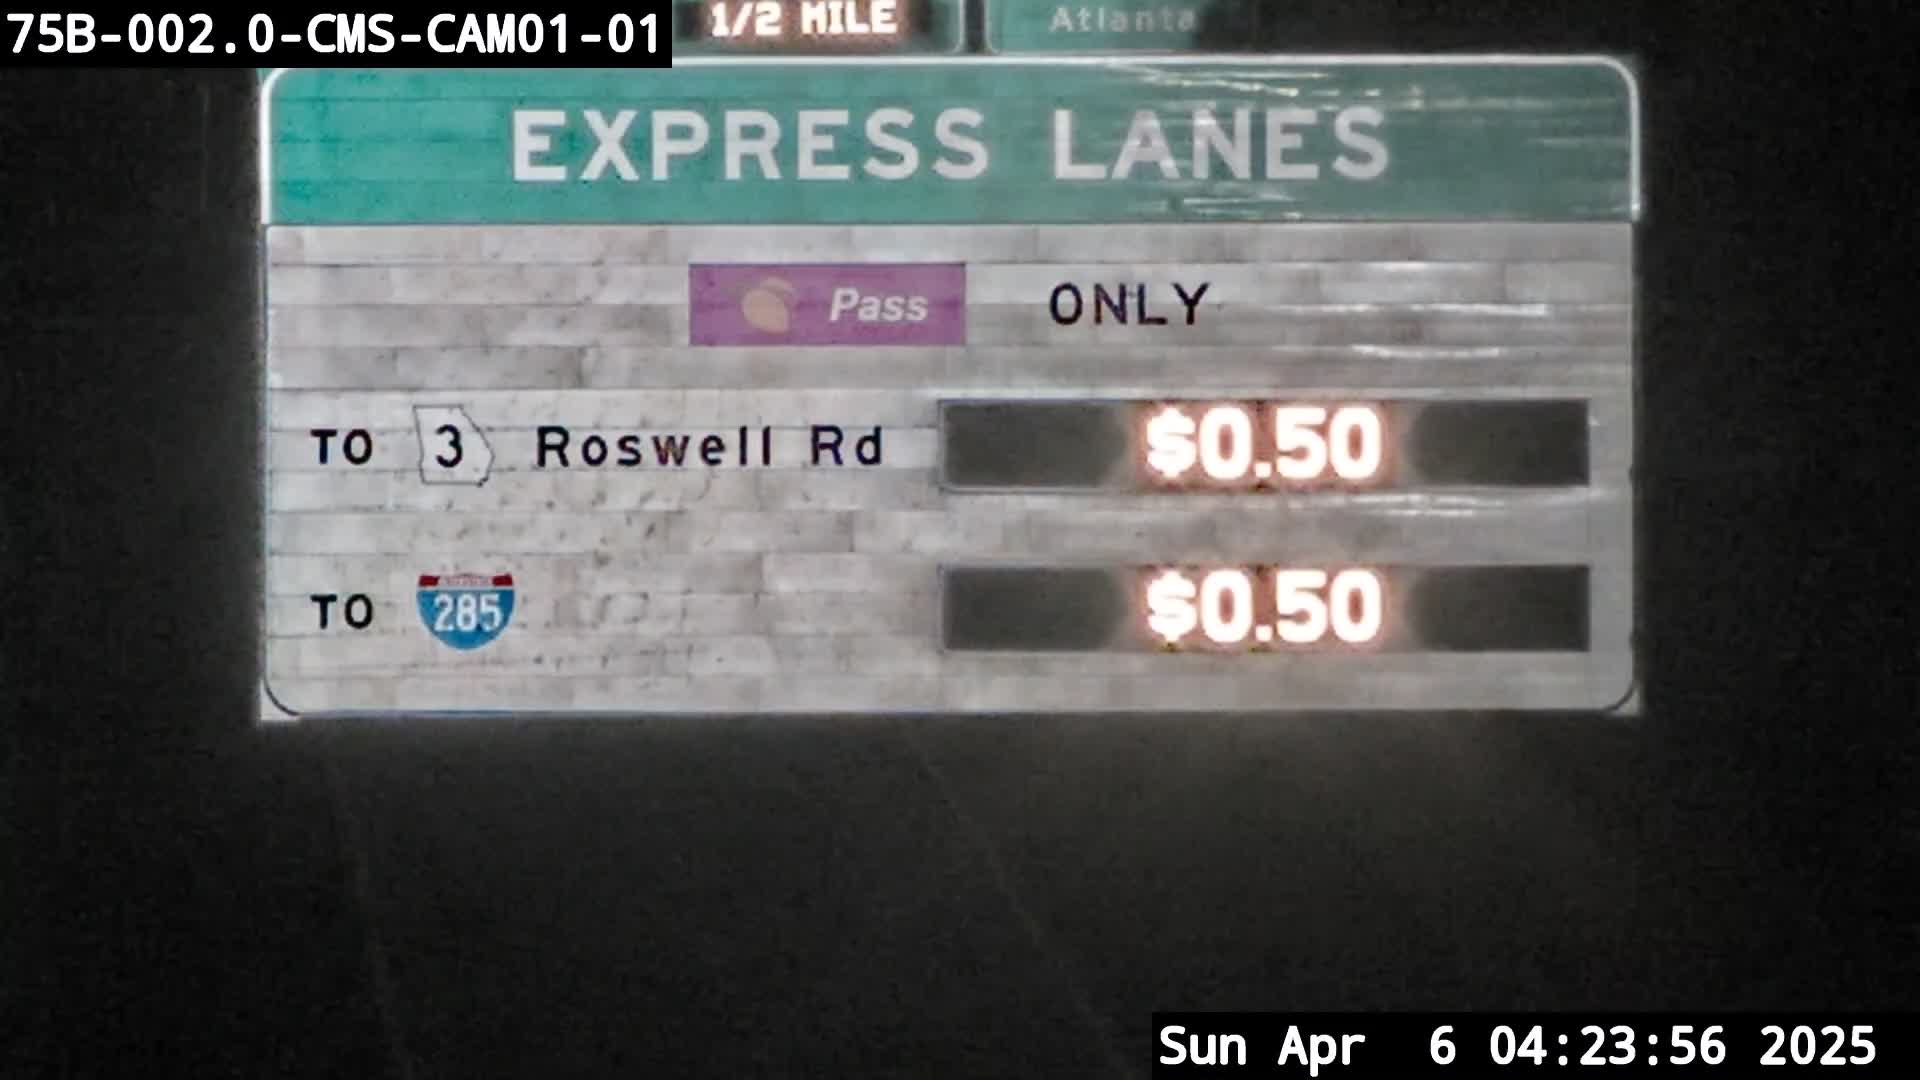 75B-002.0-CMS-CAM01-01
1/2 MILE
Atlanta
EXPRESS LANES
Pass ONLY
TO 3 Roswell Rd $0.50
TO 285 $0.50
Sun Apr 6 04:23:56 2025